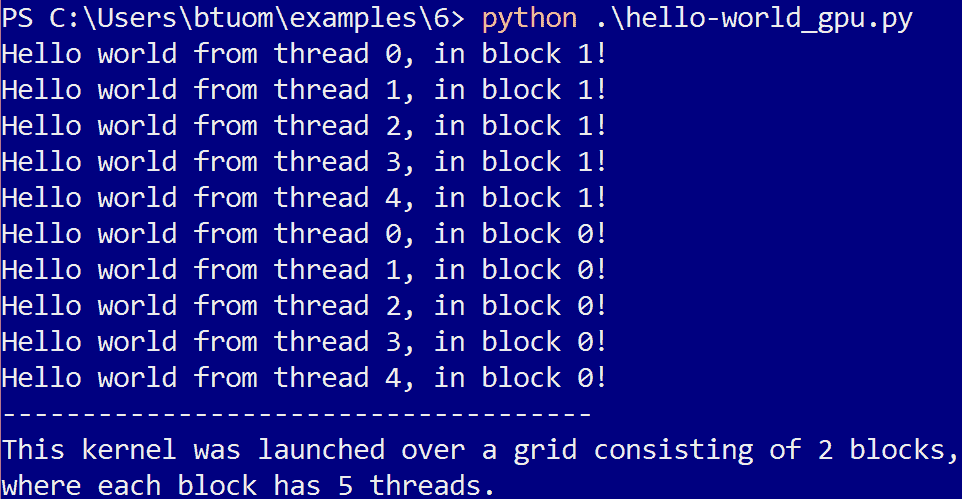 PS C:\Users\btuom\examples\6> python .\hello-world_gpu.py
Hello world from thread 0, in block 1!
Hello world from thread 1, in block 1!
Hello world from thread 2, in block 1!
Hello world from thread 3, in block 1!
Hello world from thread 4, in block 1!
Hello world from thread 0, in block 0!
Hello world from thread 1, in block 0!
Hello world from thread 2, in block 0!
Hello world from thread 3, in block 0!
Hello world from thread 4, in block 0!
-------------------------------------
This kernel was launched over a grid consisting of 2 blocks,
where each block has 5 threads.